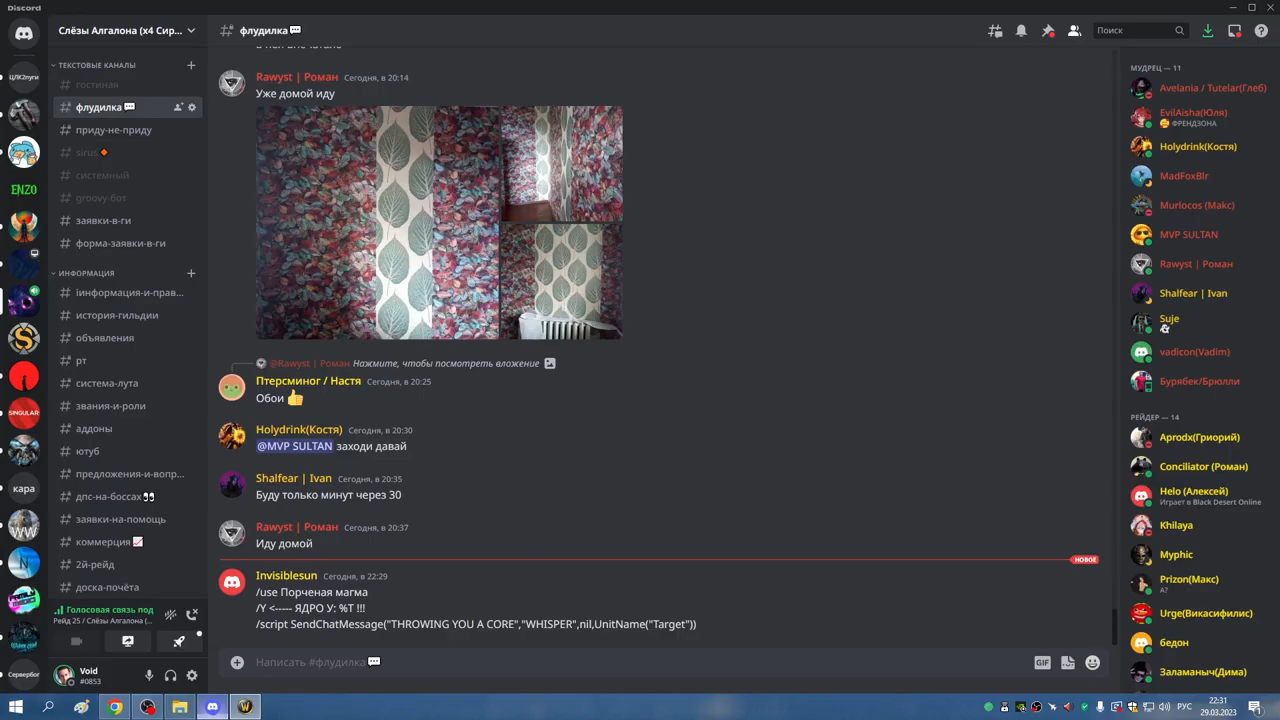 Discord
Слёзы Алгалона (x4 Сир...
флудилка
Поиск
ТЕКСТОВЫЕ КАНАЛЫ
гостиная
флудилка
приду-не-приду
sirus
системный
groovy-бот
заявки-в-ги
форма-заявки-в-ги
ИНФОРМАЦИЯ
іинформация-и-прав...
история-гильдии
объявления
рт
система-лута
звания-и-роли
аддоны
ютуб
предложения-и-вопр...
дпс-на-боссах
заявки-на-помощь
коммерция
2й-рейд
доска-почёта
Голосовая связь под
Рейд 25 / Слёзы Алгалона (...
Void
#0853
ЦЛК2пуги
ENZO
SINGULAR
кара
WW
N
Сервербог
Rawyst | Роман Сегодня, в 20:14
Уже домой иду
@Rawyst | Роман Нажмите, чтобы посмотреть вложение
Птерсминог / Настя Сегодня, в 20:25
Обои 👍
Holydrink(Костя) Сегодня, в 20:30
@MVP SULTAN заходи давай
Shalfear | Ivan Сегодня, в 20:35
Буду только минут через 30
Rawyst | Роман Сегодня, в 20:37
Иду домой
НОВОЕ
Invisiblesun Сегодня, в 22:29
/use Порченая магма
/Y <----- ЯДРО У: %T !!!
/script SendChatMessage("THROWING YOU A CORE","WHISPER",nil,UnitName("Target"))
Написать #флудилка
GIF
МУДРЕЦ — 11
Avelania / Tutelar(Глеб)
EvilAisha(Юля)
ФРЕНДЗОНА
Holydrink(Костя)
MadFoxBlr
Murlocos (Макс)
MVP SULTAN
Rawyst | Роман
Shalfear | Ivan
Suje
vadicon(Vadim)
Бурябек/Брюлли
РЕЙДЕР — 14
Aprodx(Григорий)
Conciliator (Роман)
Helo (Алексей)
Играет в Black Desert Online
Khilaya
Myphic
Prizon(Макс)
А?
Urge(Викасифилис)
бедон
Заламаныч(Дима)
РУС
22:31
29.03.2023